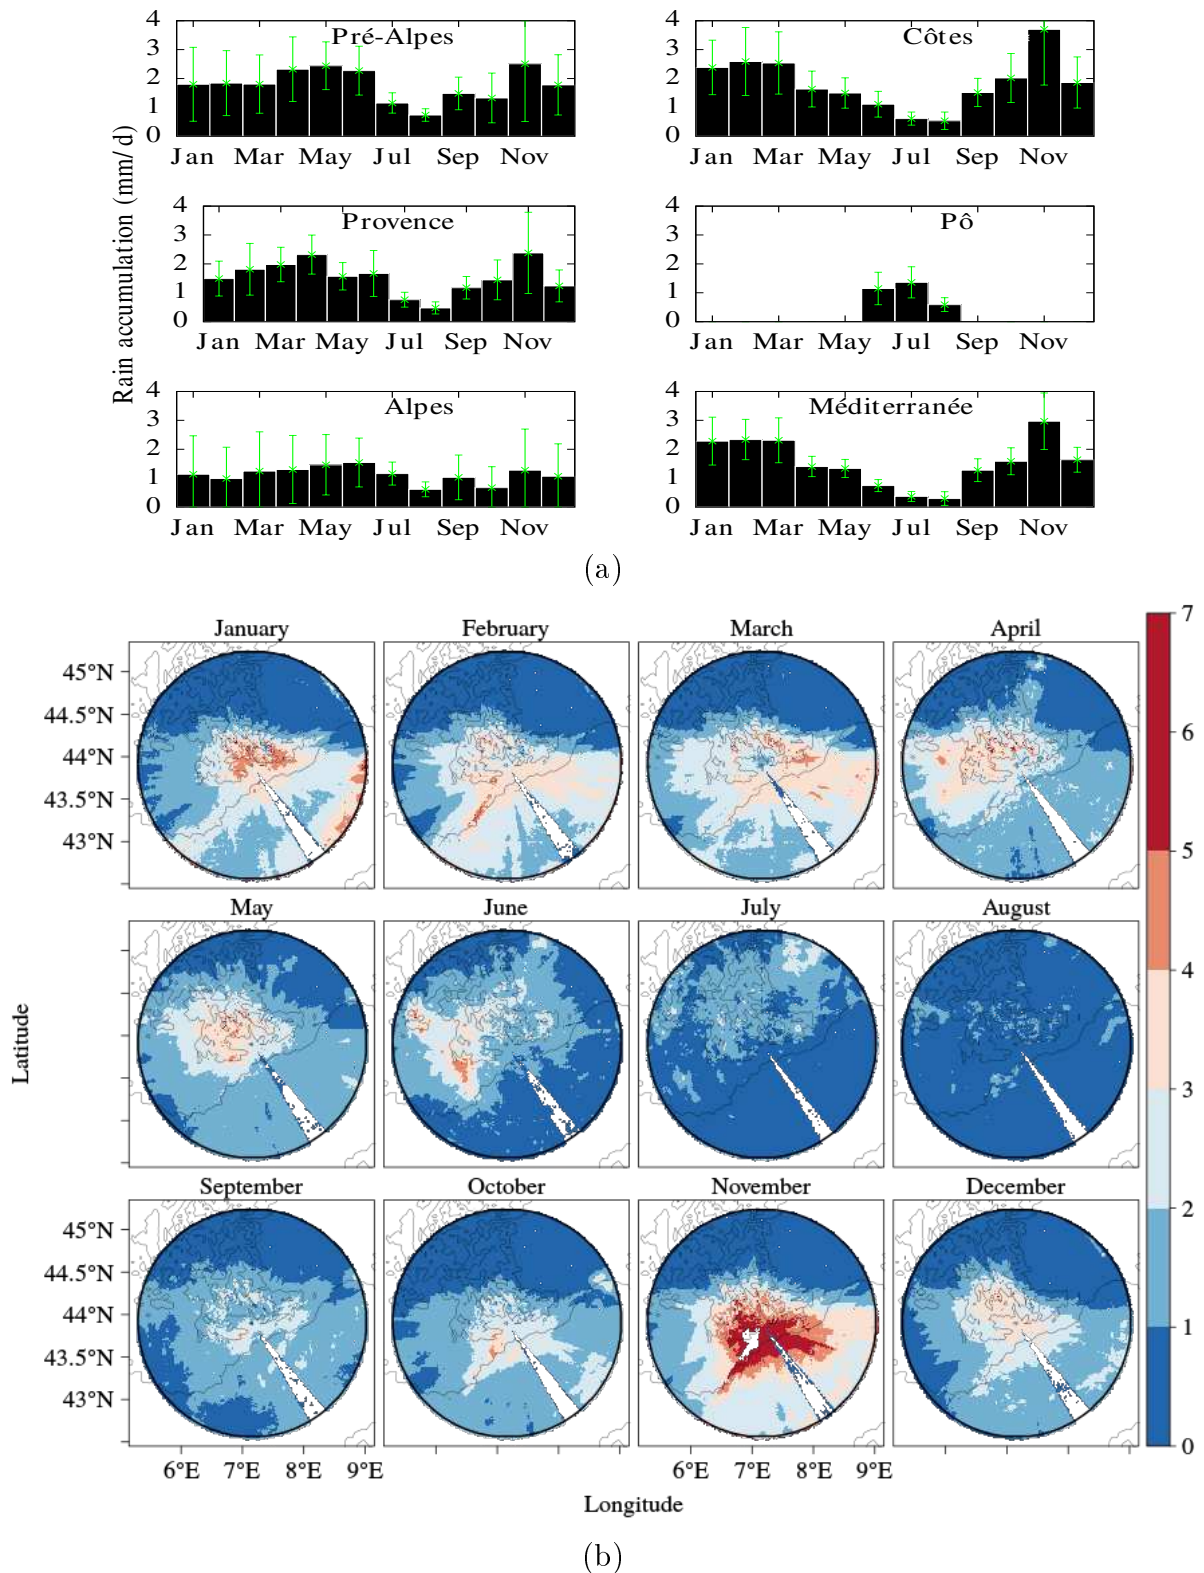 Rain accumulation (mm/d)
Pré-Alpes
4
3
2
1
0
Jan Mar May Jul Sep Nov
Côtes
4
3
2
1
0
Jan Mar May Jul Sep Nov
Provence
4
3
2
1
0
Jan Mar May Jul Sep Nov
Pô
4
3
2
1
0
Jan Mar May Jul Sep Nov
Alpes
4
3
2
1
0
Jan Mar May Jul Sep Nov
Méditerranée
4
3
2
1
0
Jan Mar May Jul Sep Nov
(a)
January February March April
45°N
44.5°N
44°N
43.5°N
43°N
May June July August
Latitude
September October November December
45°N
44.5°N
44°N
43.5°N
43°N
6°E 7°E 8°E 9°E
6°E 7°E 8°E 9°E
Longitude
7
6
5
4
3
2
1
0
(b)